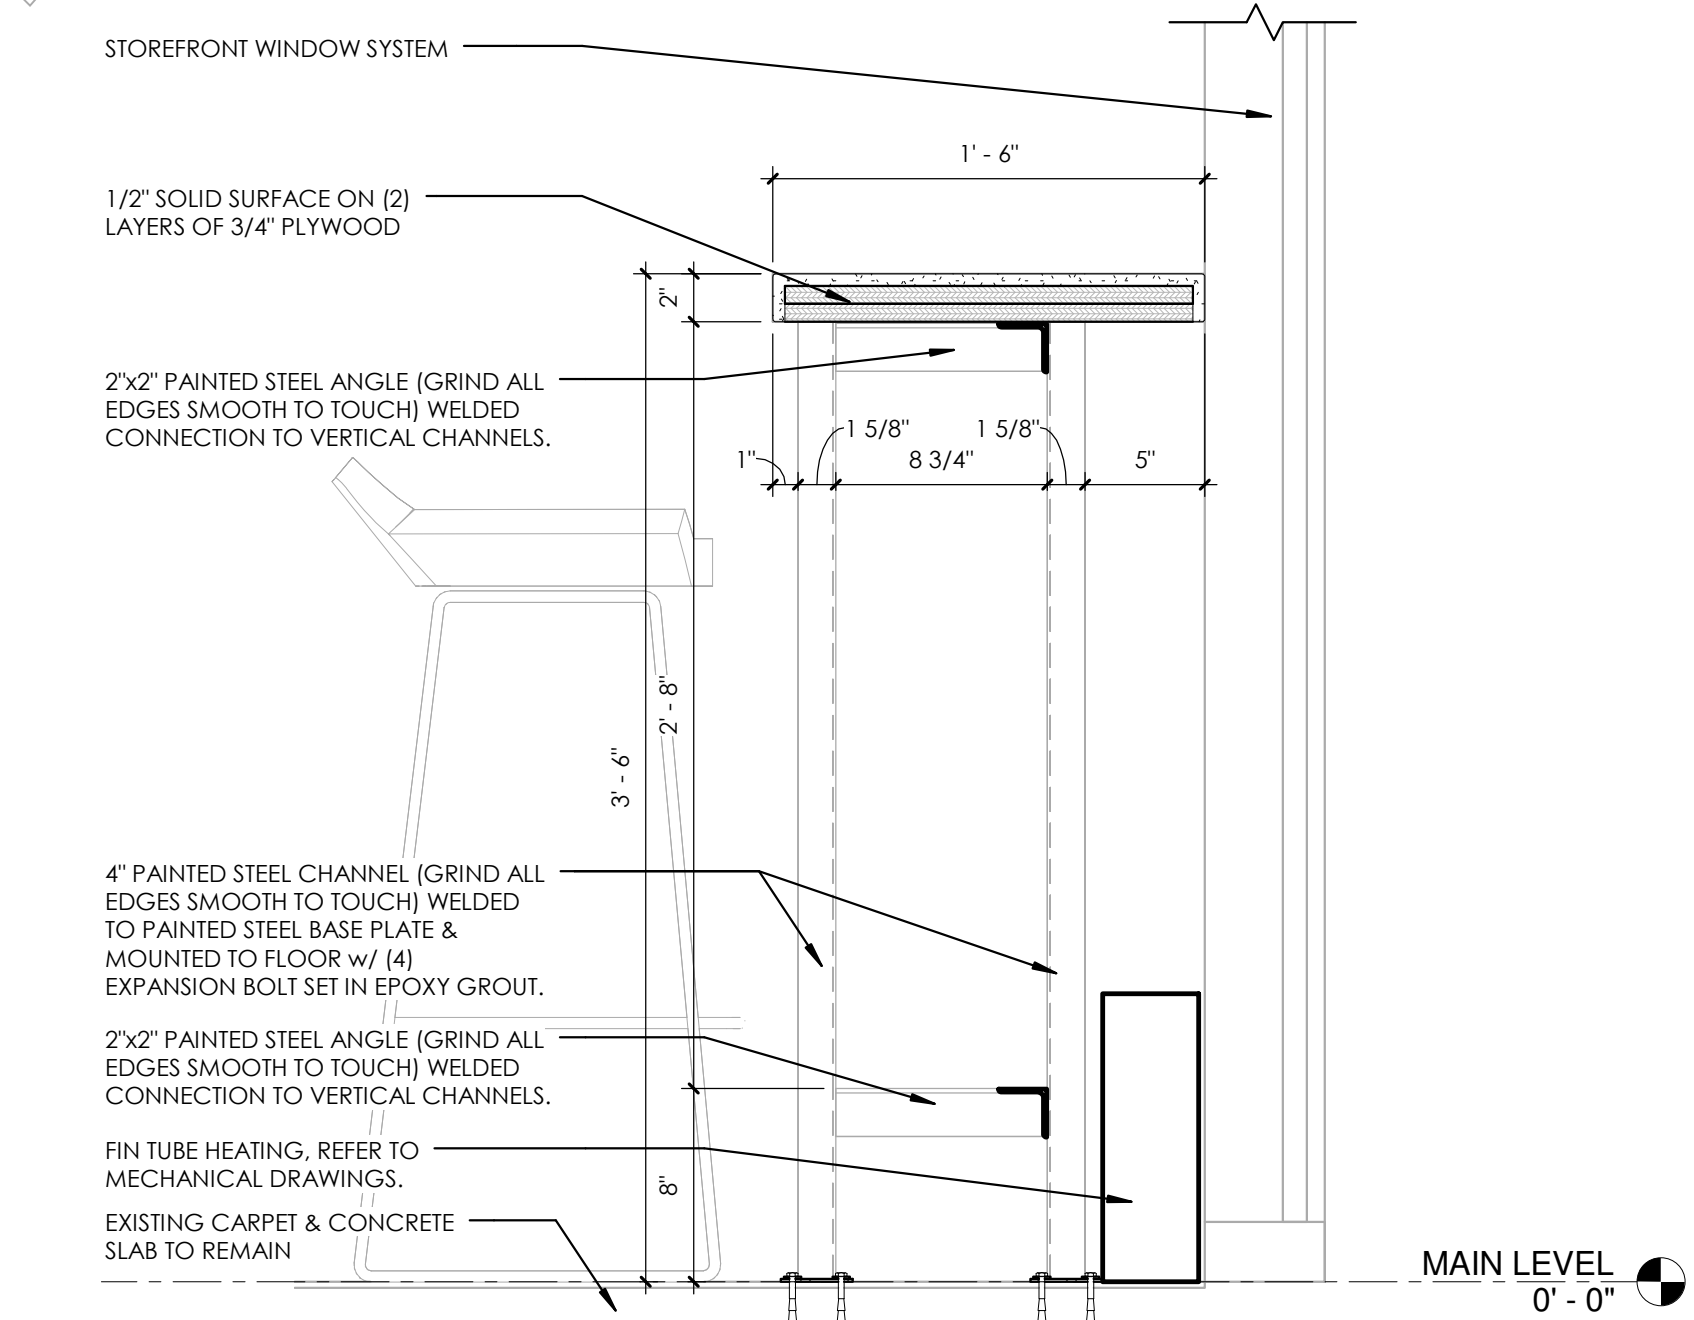 STOREFRONT WINDOW SYSTEM
1' - 6"
1/2" SOLID SURFACE ON (2)
LAYERS OF 3/4" PLYWOOD
2"
2"x2" PAINTED STEEL ANGLE (GRIND ALL
EDGES SMOOTH TO TOUCH) WELDED
CONNECTION TO VERTICAL CHANNELS.
1 5/8"
1 5/8"
1"
8 3/4"
5"
2' - 8"
3' - 6"
4" PAINTED STEEL CHANNEL (GRIND ALL
EDGES SMOOTH TO TOUCH) WELDED
TO PAINTED STEEL BASE PLATE &
MOUNTED TO FLOOR w/ (4)
EXPANSION BOLT SET IN EPOXY GROUT.
2"x2" PAINTED STEEL ANGLE (GRIND ALL
EDGES SMOOTH TO TOUCH) WELDED
CONNECTION TO VERTICAL CHANNELS.
FIN TUBE HEATING, REFER TO
MECHANICAL DRAWINGS.
8"
EXISTING CARPET & CONCRETE
SLAB TO REMAIN
MAIN LEVEL
0' - 0"